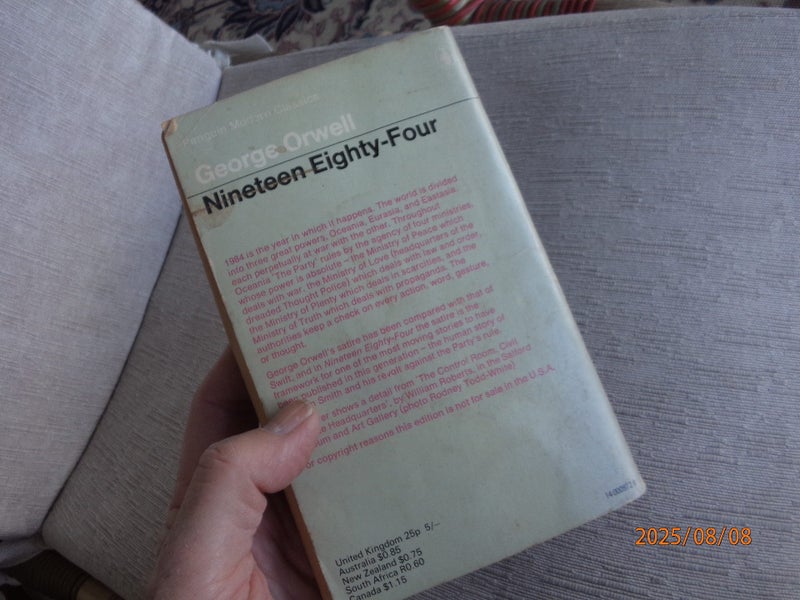 Penguin Modern Classics
George Orwell
Nineteen Eighty-Four
1984 is the year in which it happens. The world is divided
into three great powers, Oceania, Eurasia, and Eastasia,
each perpetually at war with the other. Throughout
Oceania 'The Party' rules by the agency of four ministries,
whose power is absolute – the Ministry of Peace which
deals with war, the Ministry of Love (headquarters of the
dreaded Thought Police) which deals with law and order,
the Ministry of Plenty which deals in scarcities, and the
Ministry of Truth which deals with propaganda. The
authorities keep a check on every action, word, gesture,
or thought.
George Orwell's satire has been compared with that of
Swift, and in Nineteen Eighty-Four the satire is the
framework for one of the most moving stories to have
been published in this generation – the human story of
Smith and his revolt against the Party's rule.
shows a detail from 'The Control Room, Civil
Headquarters', by William Roberts, in the Salford
and Art Gallery (photo Rodney Todd-White)
For copyright reasons this edition is not for sale in the U.S.A.
United Kingdom 25p 5/–
Australia $0.85
New Zealand $0.75
South Africa R0.60
Canada $1.15
2025/08/08